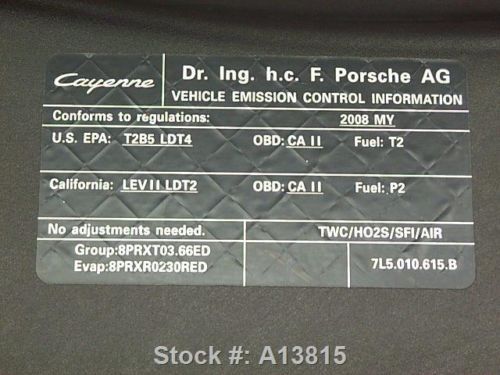 Cayenne
Dr. Ing. h.c. F. Porsche AG
VEHICLE EMISSION CONTROL INFORMATION
Conforms to regulations: 2008 MY
U.S. EPA: T2B5 LDT4 OBD: CA II Fuel: T2
California: LEV II LDT2 OBD: CA II Fuel: P2
No adjustments needed. TWC/HO2S/SFI/AIR
Group:8PRXT03.66ED
Evap:8PRXR0230RED
7L5.010.615.B
Stock #: A13815